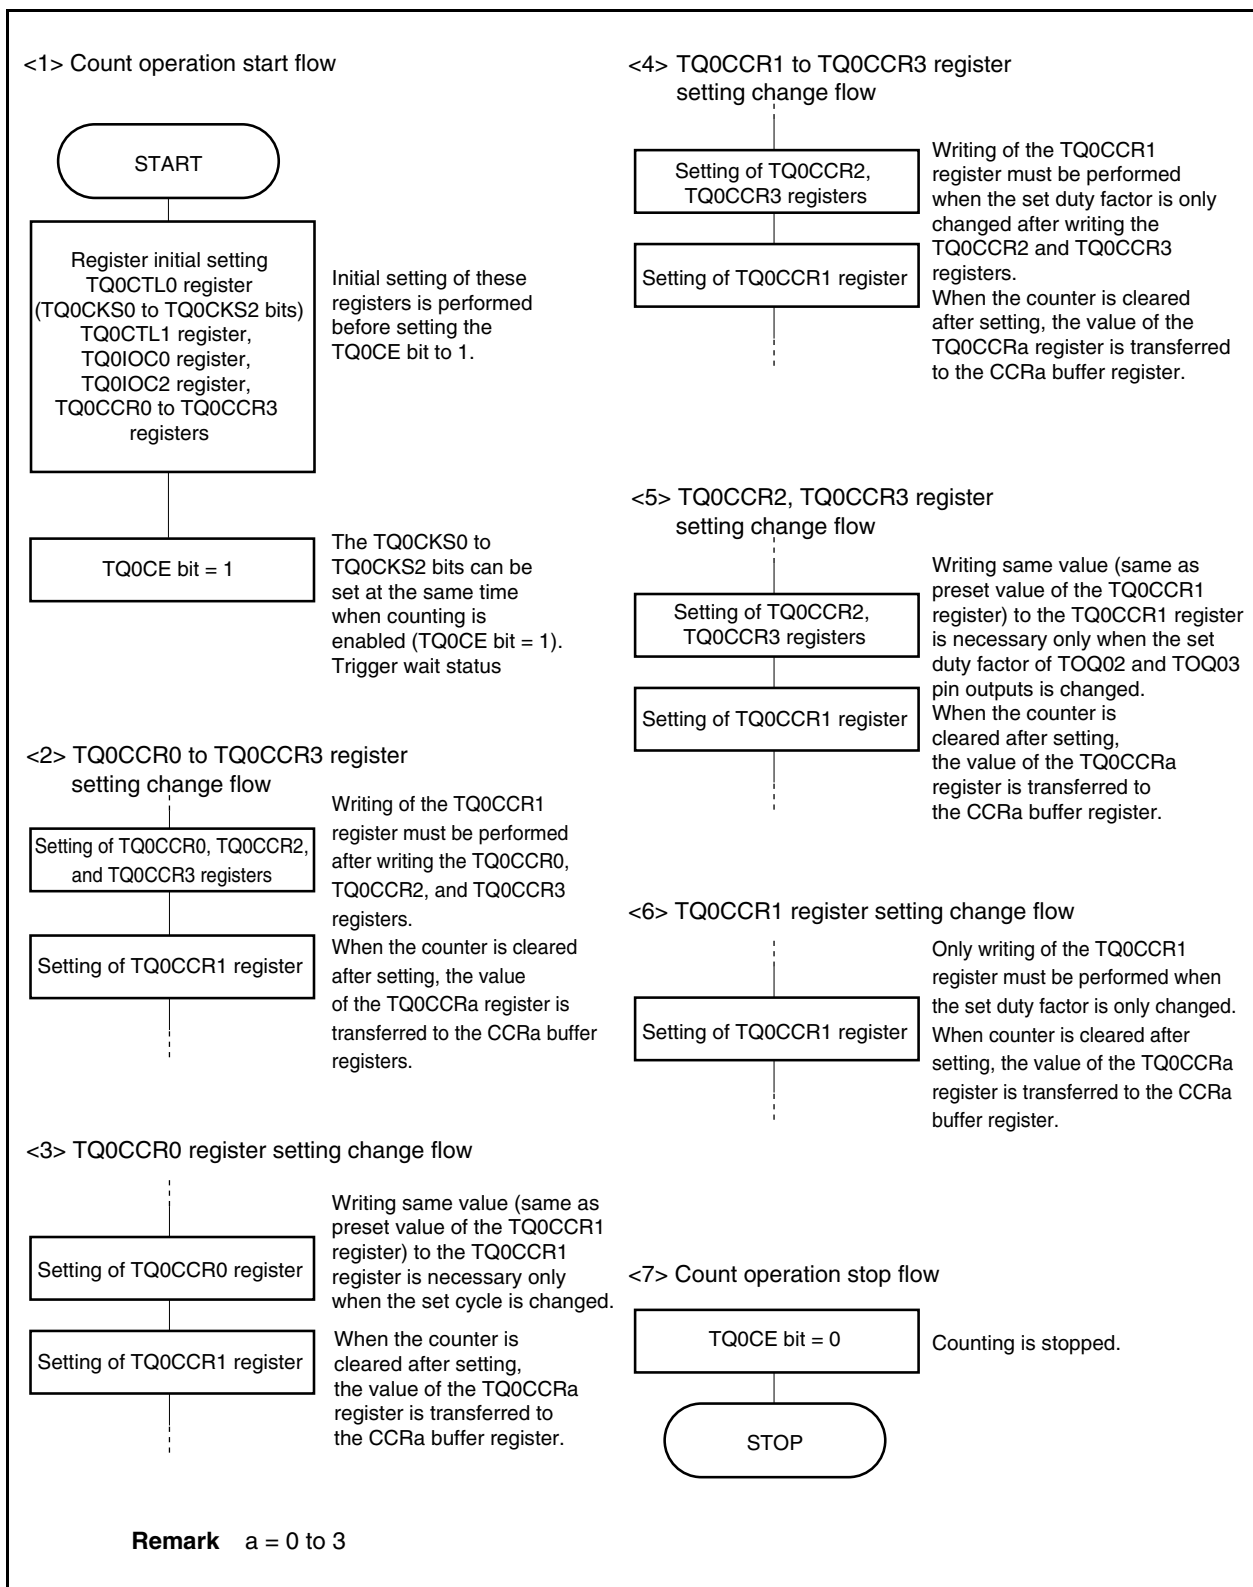 <1> Count operation start flow
START
Register initial setting
TQ0CTL0 register
(TQ0CKS0 to TQ0CKS2 bits)
TQ0CTL1 register,
TQ0IOC0 register,
TQ0IOC2 register,
TQ0CCR0 to TQ0CCR3
registers
Initial setting of these
registers is performed
before setting the
TQ0CE bit to 1.
TQ0CE bit = 1
The TQ0CKS0 to
TQ0CKS2 bits can be
set at the same time
when counting is
enabled (TQ0CE bit = 1).
Trigger wait status
<2> TQ0CCR0 to TQ0CCR3 register
setting change flow
Setting of TQ0CCR0, TQ0CCR2,
and TQ0CCR3 registers
Setting of TQ0CCR1 register
Writing of the TQ0CCR1
register must be performed
after writing the TQ0CCR0,
TQ0CCR2, and TQ0CCR3
registers.
When the counter is cleared
after setting, the value
of the TQ0CCRa register is
transferred to the CCRa buffer
registers.
<3> TQ0CCR0 register setting change flow
Setting of TQ0CCR0 register
Setting of TQ0CCR1 register
Writing same value (same as
preset value of the TQ0CCR1
register) to the TQ0CCR1
register is necessary only
when the set cycle is changed.
When the counter is
cleared after setting,
the value of the TQ0CCRa
register is transferred to
the CCRa buffer register.
<4> TQ0CCR1 to TQ0CCR3 register
setting change flow
Setting of TQ0CCR2,
TQ0CCR3 registers
Setting of TQ0CCR1 register
Writing of the TQ0CCR1
register must be performed
when the set duty factor is only
changed after writing the
TQ0CCR2 and TQ0CCR3
registers.
When the counter is cleared
after setting, the value of the
TQ0CCRa register is transferred
to the CCRa buffer register.
<5> TQ0CCR2, TQ0CCR3 register
setting change flow
Setting of TQ0CCR2,
TQ0CCR3 registers
Setting of TQ0CCR1 register
Writing same value (same as
preset value of the TQ0CCR1
register) to the TQ0CCR1 register
is necessary only when the set
duty factor of TOQ02 and TOQ03
pin outputs is changed.
When the counter is
cleared after setting,
the value of the TQ0CCRa
register is transferred to
the CCRa buffer register.
<6> TQ0CCR1 register setting change flow
Setting of TQ0CCR1 register
Only writing of the TQ0CCR1
register must be performed when
the set duty factor is only changed.
When counter is cleared after
setting, the value of the TQ0CCRa
register is transferred to the CCRa
buffer register.
<7> Count operation stop flow
TQ0CE bit = 0
Counting is stopped.
STOP
Remark a = 0 to 3